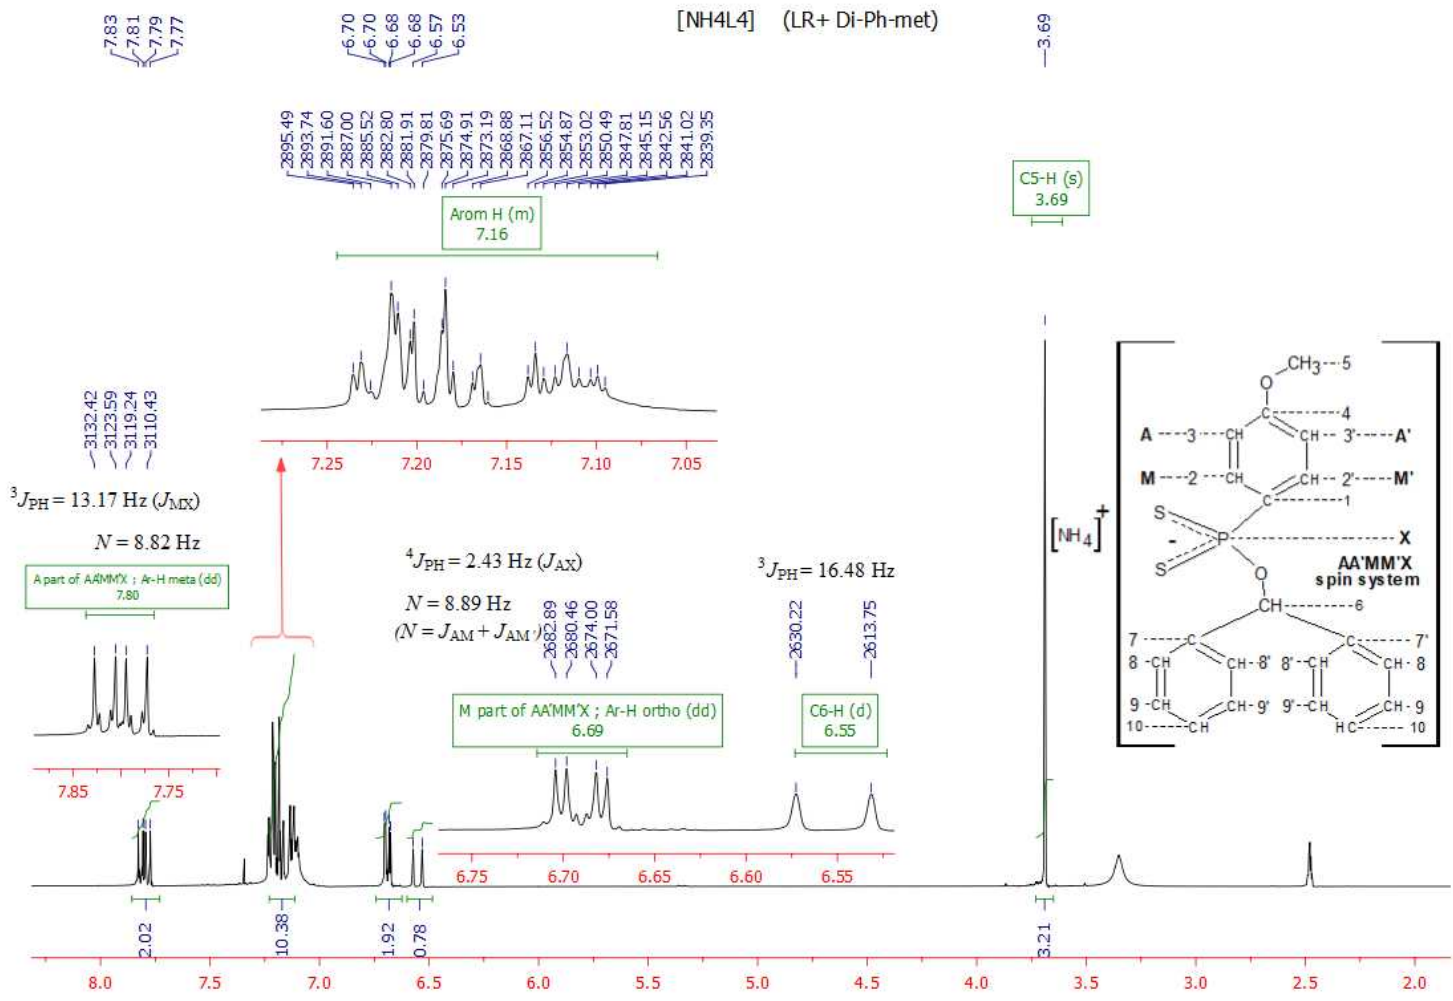 [NH4L4] (LR+ Di-Ph-met)
7.83
7.81
7.79
7.77
6.70
6.70
6.68
6.68
6.57
6.53
3.69
2895.49
2893.74
2891.60
2887.00
2885.52
2882.80
2881.91
2879.81
2875.69
2874.91
2873.19
2868.88
2867.11
2856.52
2854.87
2853.02
2850.49
2847.81
2845.15
2842.56
2841.02
2839.35
C5-H (s)
3.69
Arom H (m)
7.16
7.25 7.20 7.15 7.10 7.05
3132.42
3123.59
3119.24
3110.43
³JPH = 13.17 Hz (JMX)
N = 8.82 Hz
A part of AA'MM'X ; Ar-H meta (dd)
7.80
7.85 7.75
⁴JPH = 2.43 Hz (JAX)
N = 8.89 Hz
(N = JAM + JAM')
2682.89
2680.46
2674.00
2671.58
³JPH = 16.48 Hz
2630.22
2613.75
M part of AA'MM'X ; Ar-H ortho (dd)
6.69
C6-H (d)
6.55
6.75 6.70 6.65 6.60 6.55
CH3 5
O
4
A 3 CH CH 3' A'
M 2 CH CH 2' M'
1
[NH4]+
S
- P X
S
AA'MM'X
spin system
O
CH 6
7 7'
8 CH CH 8' 8' CH CH 8
9 CH CH 9' 9' CH CH 9
10 CH HC 10
2.02
10.38
1.92
0.78
3.21
8.0 7.5 7.0 6.5 6.0 5.5 5.0 4.5 4.0 3.5 3.0 2.5 2.0